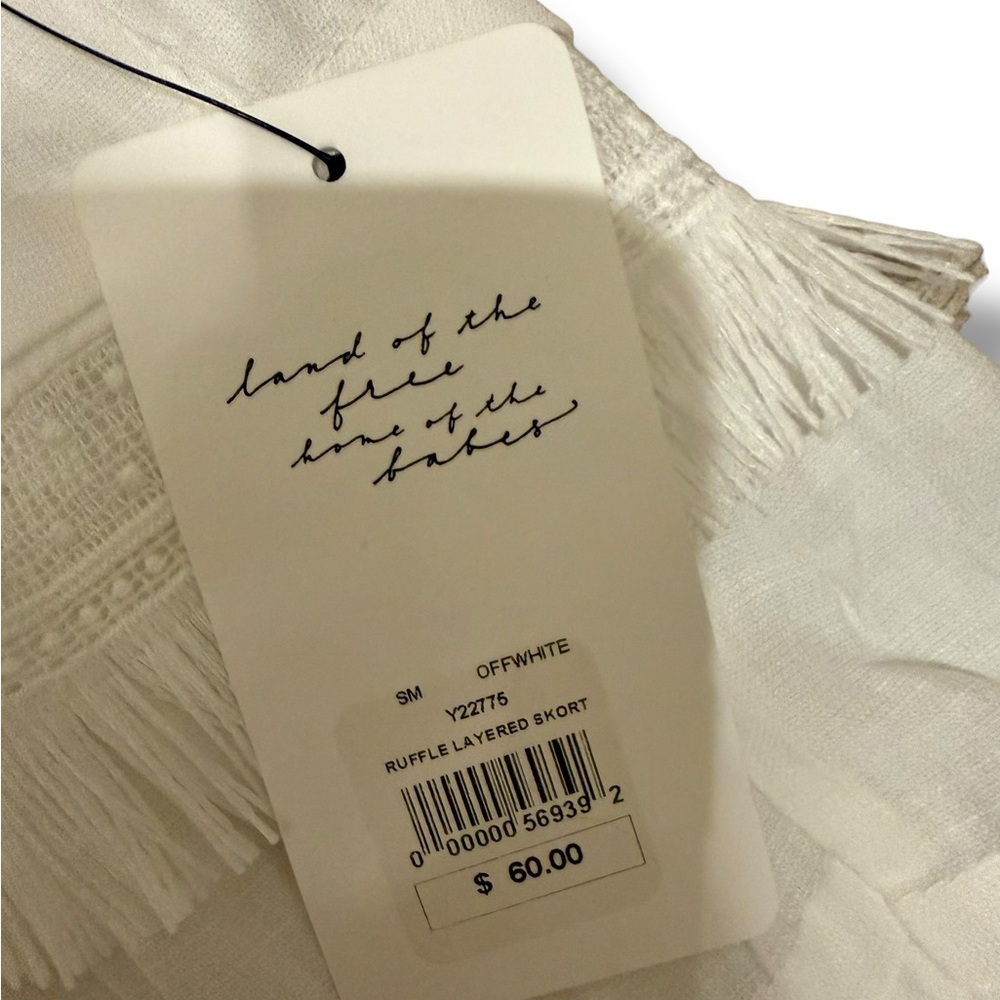 land of the
free
home of the
babes
SM OFFWHITE
Y22775
RUFFLE LAYERED SKORT
0 00000 56939 2
$ 60.00